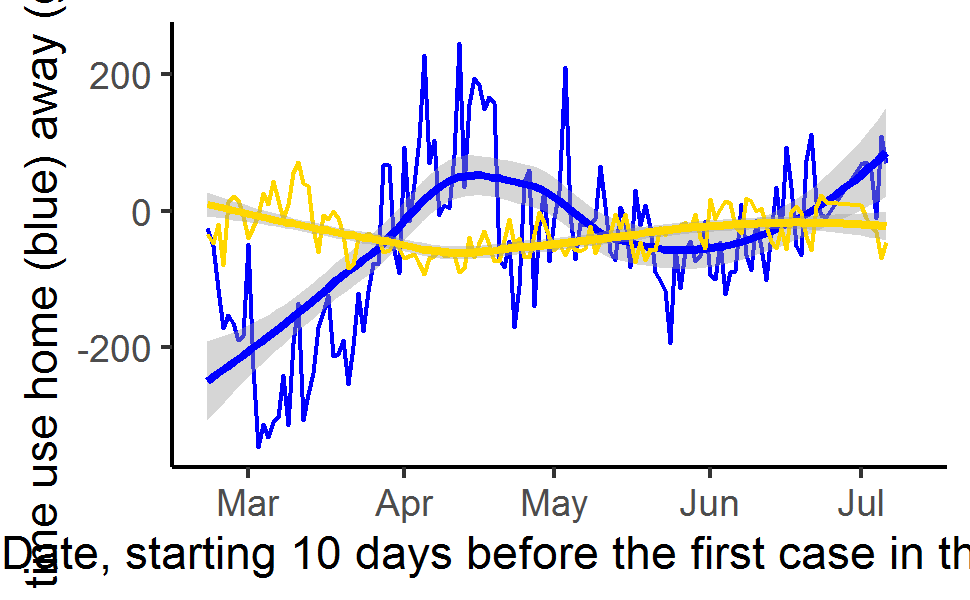 time use home (blue) away (
200
0
-200
Mar Apr May Jun Jul
Date, starting 10 days before the first case in th